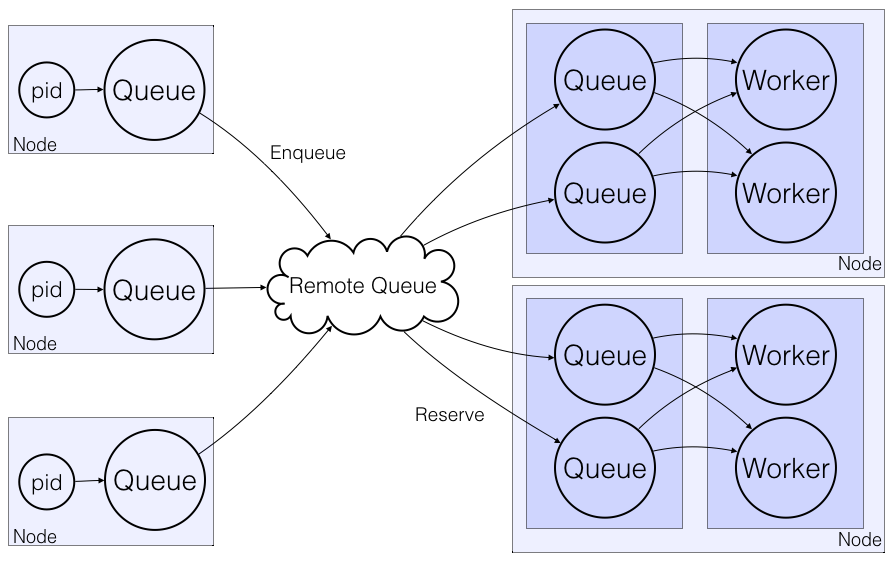 pid
Queue
Node
Enqueue
pid
Queue
Node
pid
Queue
Node
Remote Queue
Reserve
Queue
Worker
Queue
Worker
Node
Queue
Worker
Queue
Worker
Node